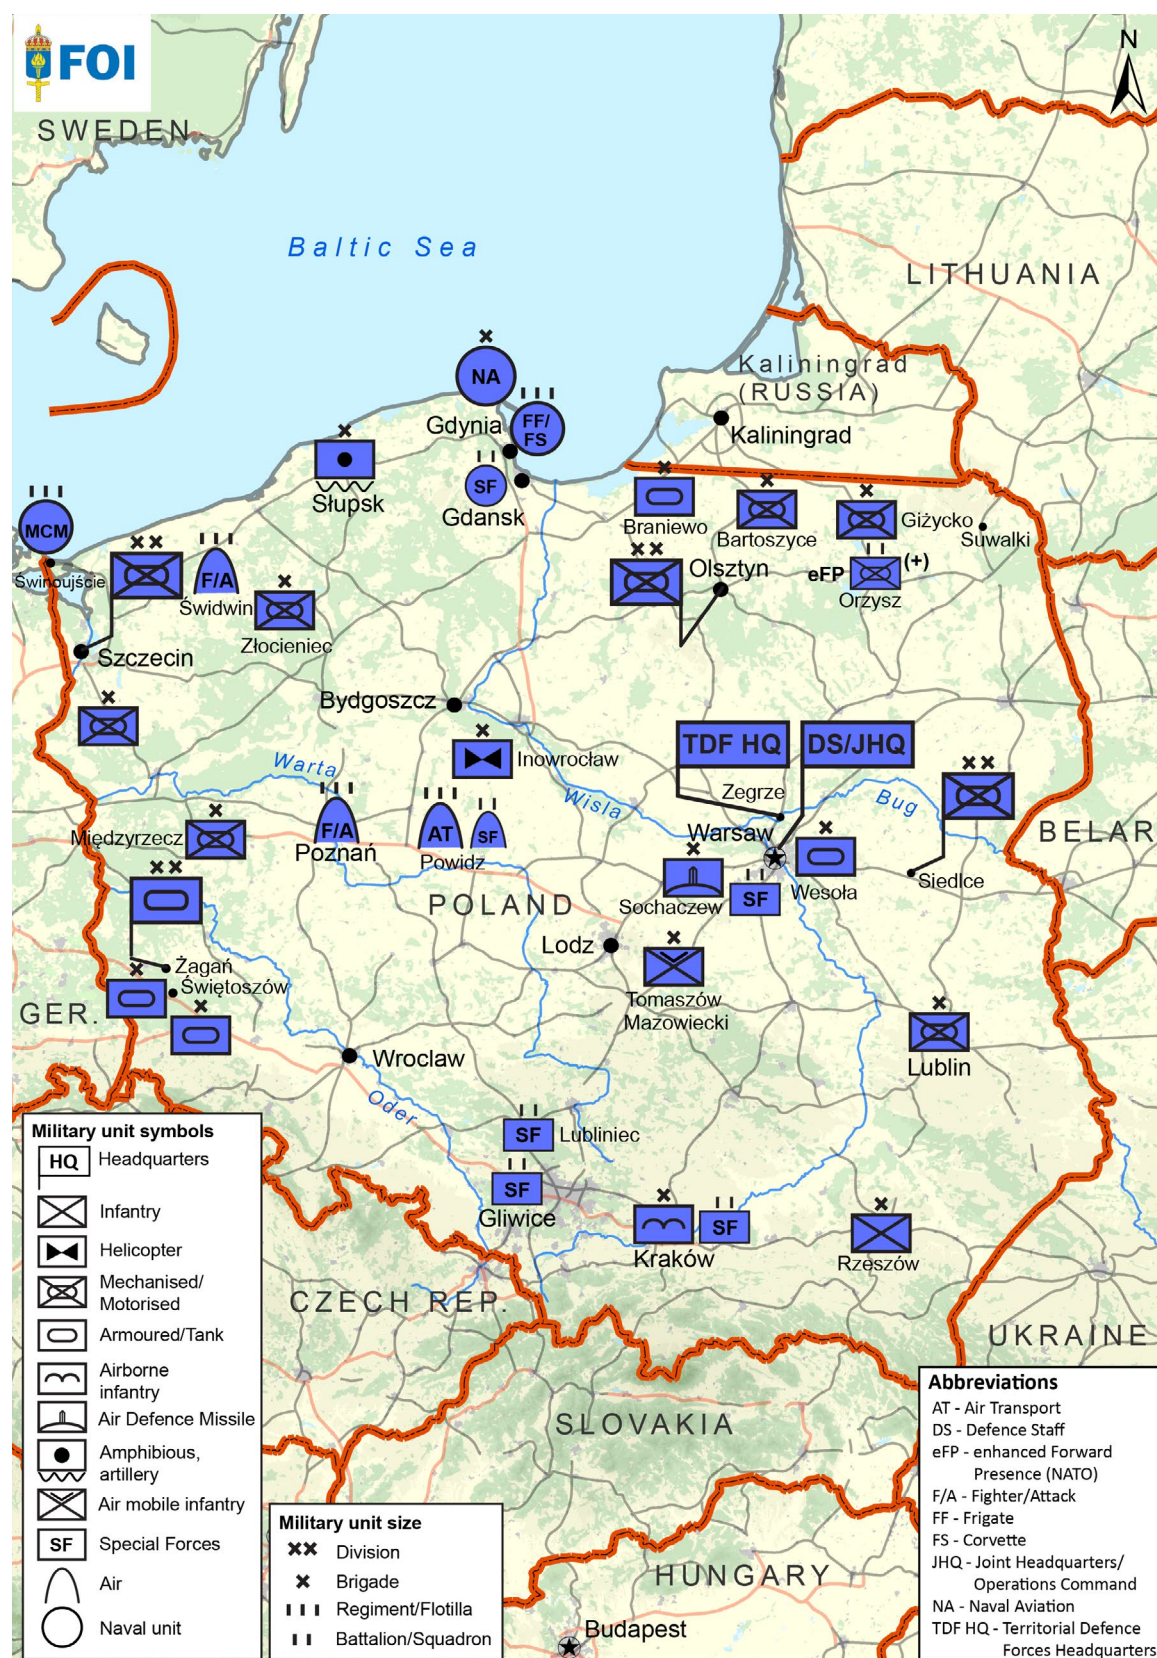 FOI
N
SWEDEN
Baltic Sea
LITHUANIA
Kaliningrad
(RUSSIA)
Kaliningrad
NA
Gdynia
FF/
FS
SF
Gdansk
Słupsk
MCM
Świnoujście
F/A
Świdwin
Złocieniec
Szczecin
Braniewo
Bartoszyce
Giżycko
Suwalki
Olsztyn
eFP
(+)
Orzysz
Bydgoszcz
Inowrocław
TDF HQ
DS/JHQ
Zegrze
Warta
Wisla
Bug
Międzyrzecz
F/A
Poznań
AT
SF
Powidz
Warsaw
BELAR
Siedlce
Wesoła
Sochaczew
SF
POLAND
Lodz
Tomaszów
Mazowiecki
Żagań
Świętoszów
GER.
Wroclaw
Lublin
Oder
SF
Lubliniec
SF
Gliwice
Kraków
SF
Rzeszów
CZECH REP.
UKRAINE
SLOVAKIA
HUNGARY
Budapest
Military unit symbols
HQ
Headquarters
Infantry
Helicopter
Mechanised/
Motorised
Armoured/Tank
Airborne
infantry
Air Defence Missile
Amphibious,
artillery
Air mobile infantry
SF
Special Forces
Air
Naval unit
Military unit size
Division
Brigade
Regiment/Flotilla
Battalion/Squadron
Abbreviations
AT - Air Transport
DS - Defence Staff
eFP - enhanced Forward
Presence (NATO)
F/A - Fighter/Attack
FF - Frigate
FS - Corvette
JHQ - Joint Headquarters/
Operations Command
NA - Naval Aviation
TDF HQ - Territorial Defence
Forces Headquarters